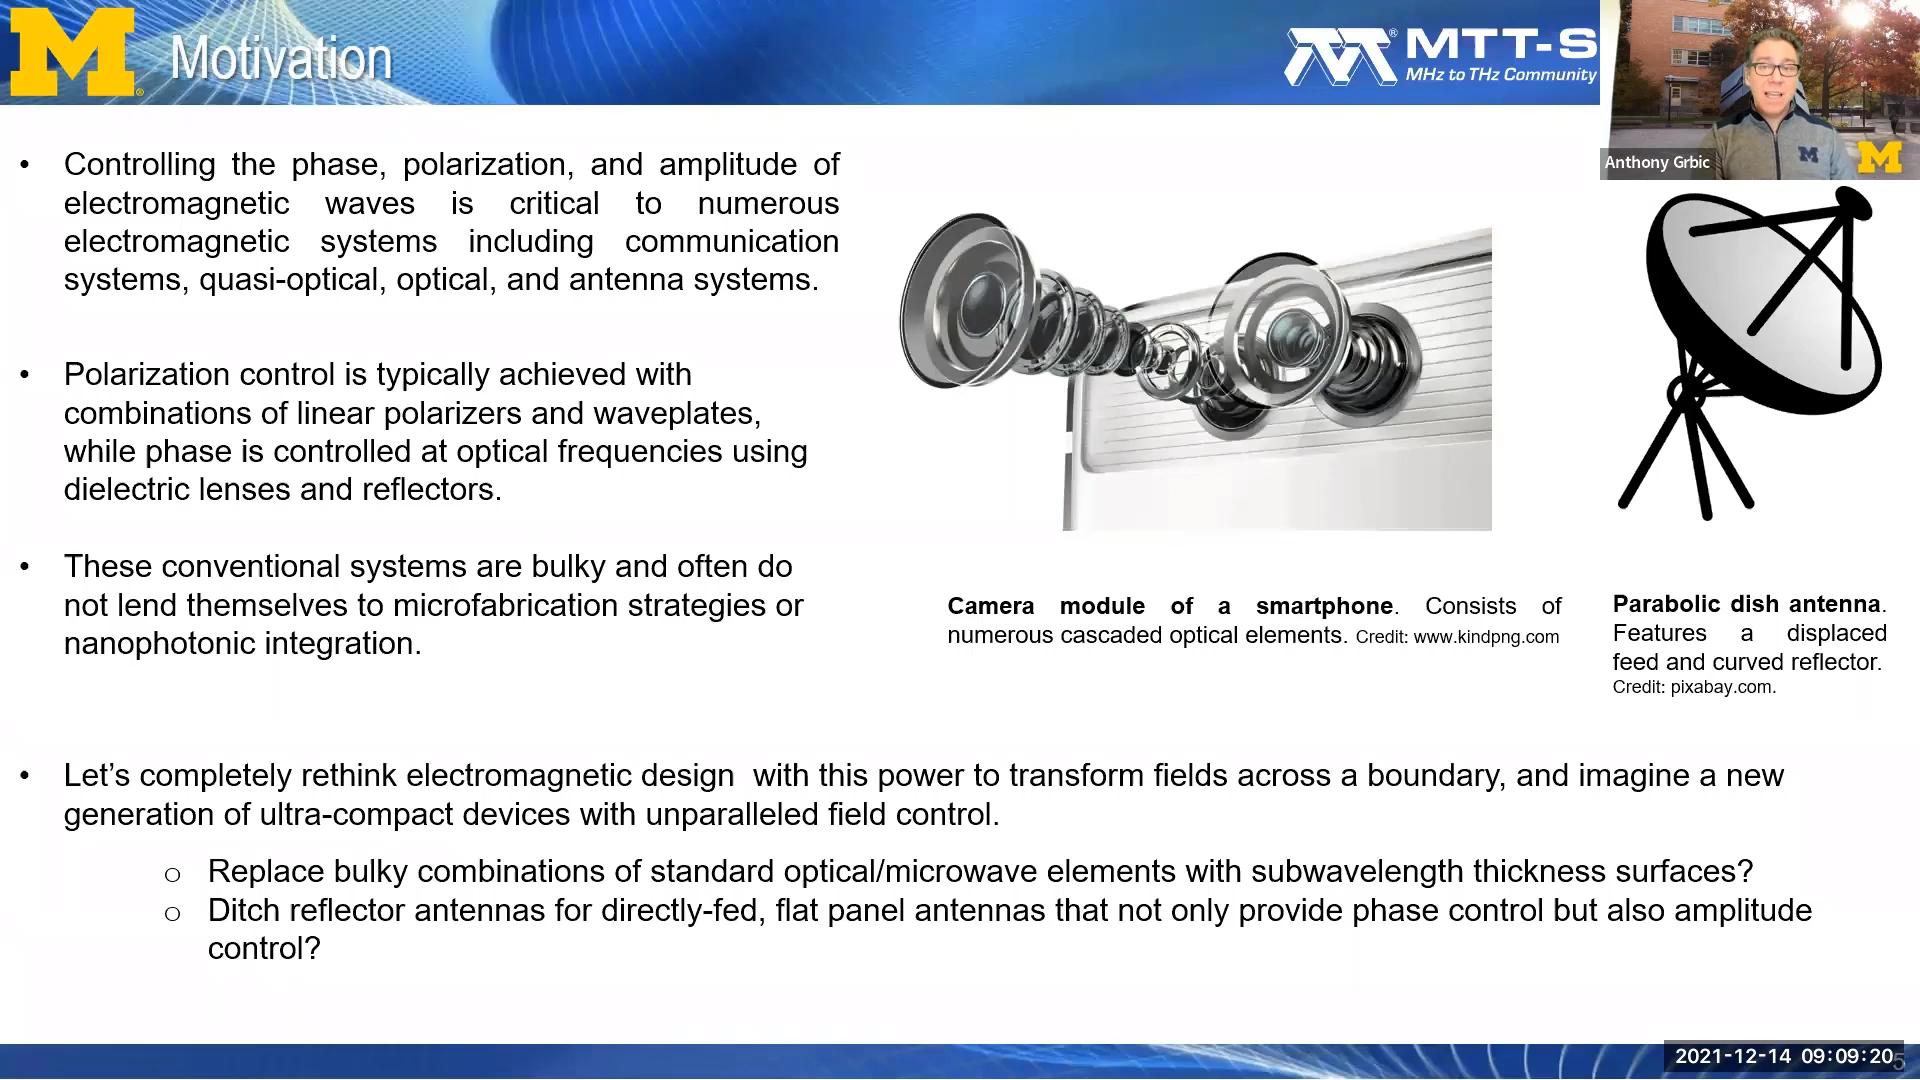 M
Motivation
MTT-S
MHz to THz Community
Anthony Grbic
M
M
• Controlling the phase, polarization, and amplitude of
electromagnetic waves is critical to numerous
electromagnetic systems including communication
systems, quasi-optical, optical, and antenna systems.
• Polarization control is typically achieved with
combinations of linear polarizers and waveplates,
while phase is controlled at optical frequencies using
dielectric lenses and reflectors.
• These conventional systems are bulky and often do
not lend themselves to microfabrication strategies or
nanophotonic integration.
Camera module of a smartphone. Consists of
numerous cascaded optical elements. Credit: www.kindpng.com
Parabolic dish antenna.
Features a displaced
feed and curved reflector.
Credit: pixabay.com.
• Let’s completely rethink electromagnetic design with this power to transform fields across a boundary, and imagine a new
generation of ultra-compact devices with unparalleled field control.
o Replace bulky combinations of standard optical/microwave elements with subwavelength thickness surfaces?
o Ditch reflector antennas for directly-fed, flat panel antennas that not only provide phase control but also amplitude
control?
2021-12-14 09:09:20
5